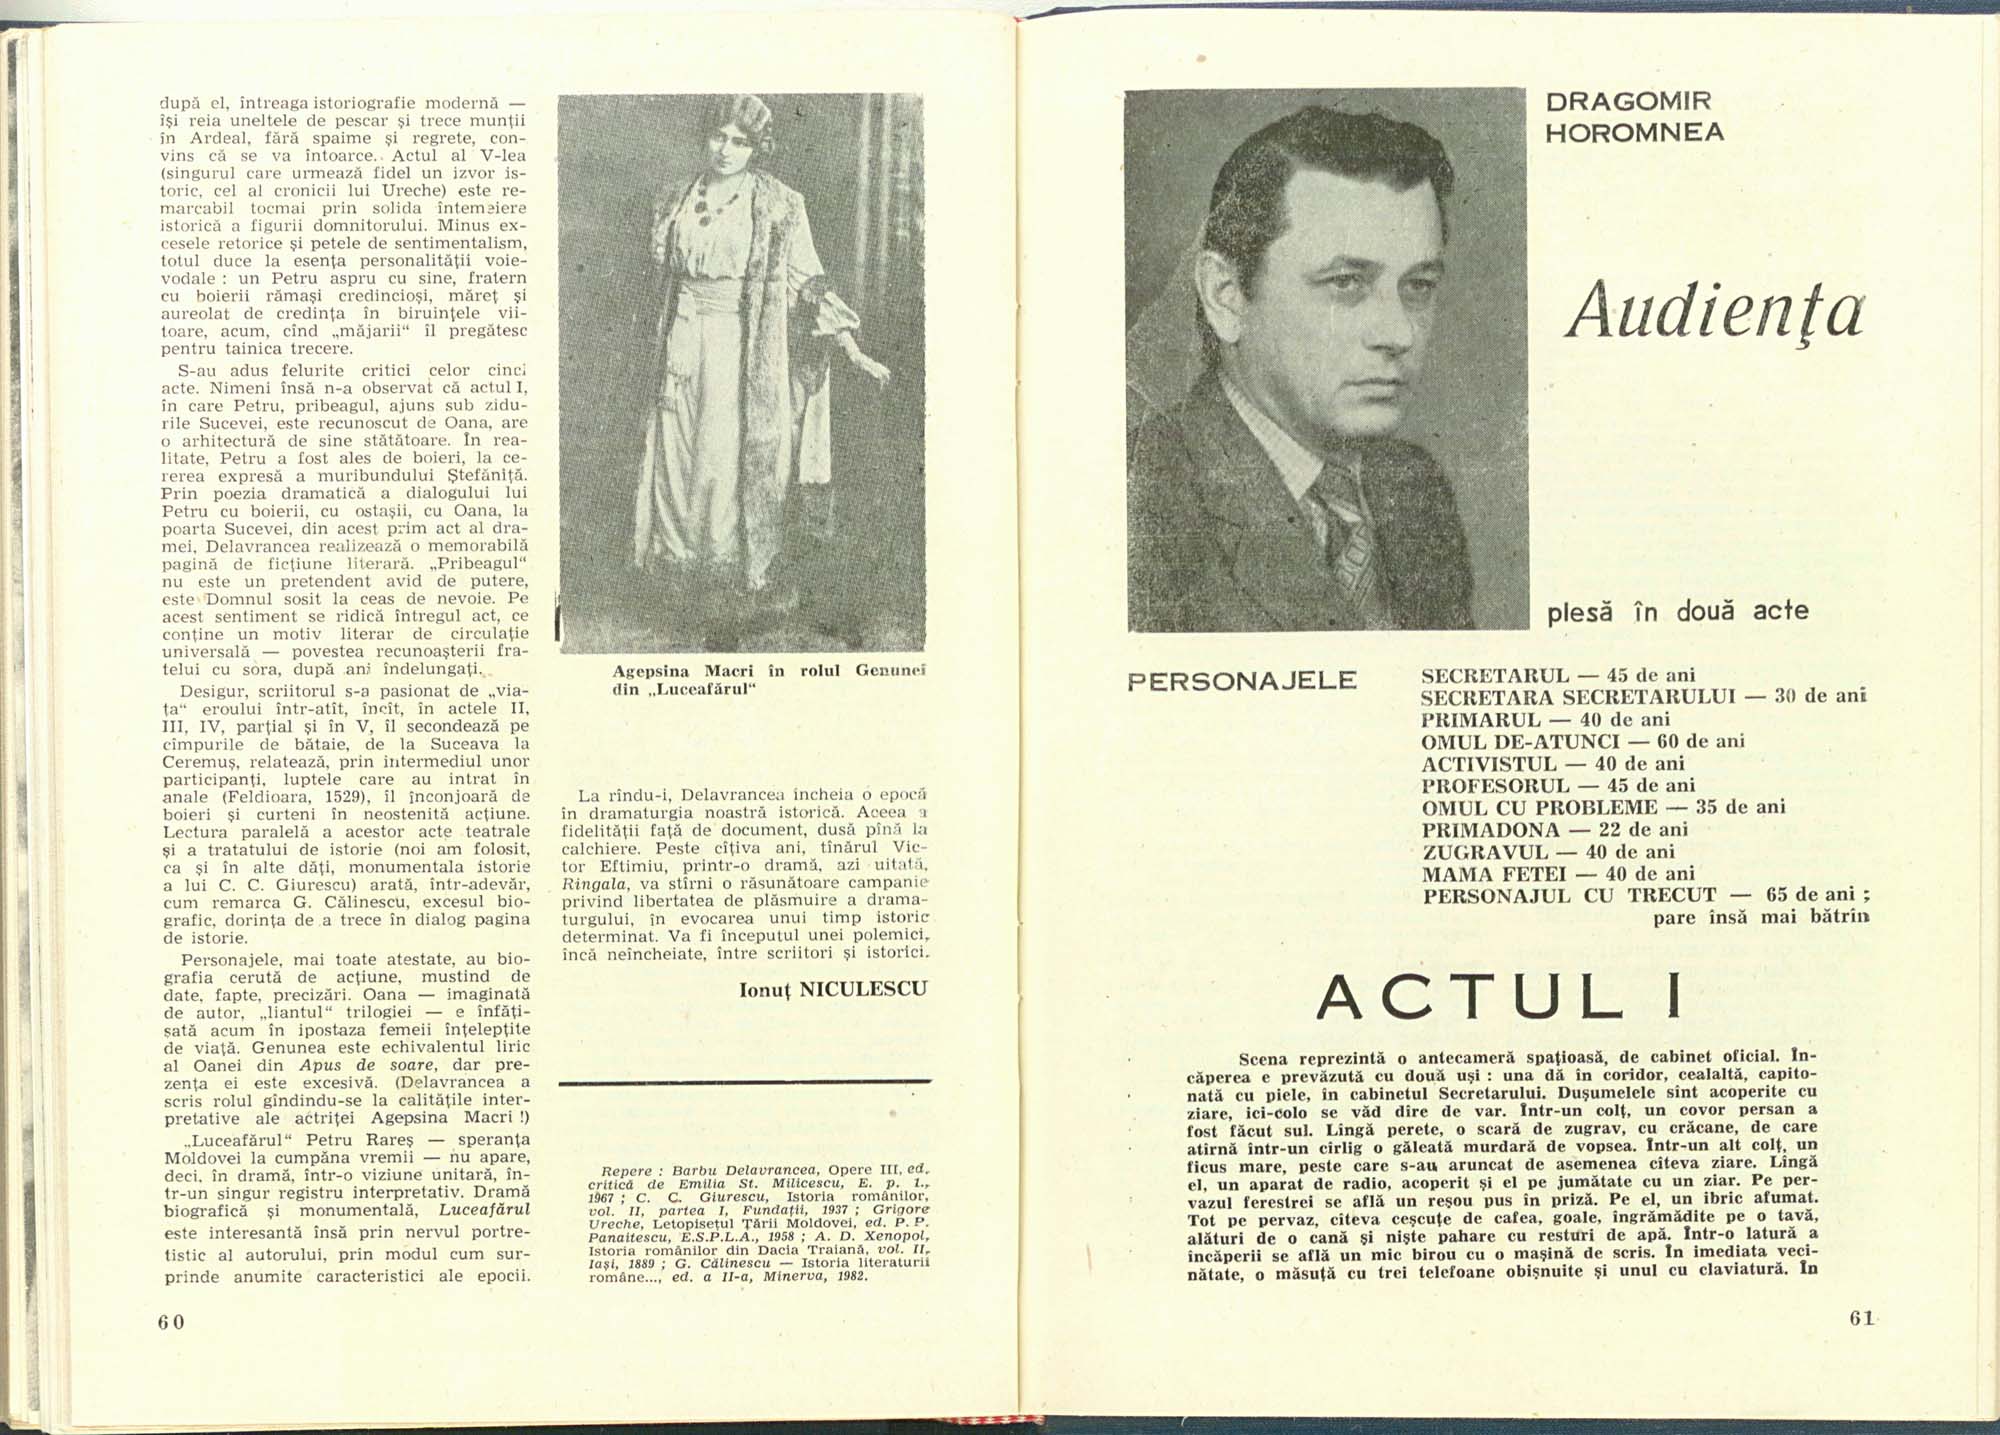 după el, întreaga istoriografie modernă —
își reia uneltele de pescar și trece munții
în Ardeal, fără spaime și regrete, con-
vins că se va întoarce. Actul al V-lea
(singurul care urmează fidel un izvor is-
toric, cel al cronicii lui Ureche) este re-
marcabil tocmai prin solida întemeiere
istorică a figurii domnitorului. Minus ex-
cesele retorice și petele de sentimentalism,
totul duce la esența personalității voie-
vodale : un Petru aspru cu sine, fratern
cu boierii rămași credincioși, măreț și
aureolat de credința în biruințele vii-
toare, acum, cînd „măjarii“ îl pregătesc
pentru tainica trecere.
S-au adus felurite critici celor cinci
acte. Nimeni însă n-a observat că actul I,
în care Petru, pribeagul, ajuns sub zidu-
rile Sucevei, este recunoscut de Oana, are
o arhitectură de sine stătătoare. În rea-
litate, Petru a fost ales de boieri, la ce-
rerea expresă a muribundului Ștefăniță.
Prin poezia dramatică a dialogului lui
Petru cu boierii, cu ostașii, cu Oana, la
poarta Sucevei, din acest prim act al dra-
mei, Delavrancea realizează o memorabilă
pagină de ficțiune literară. „Pribeagul“
nu este un pretendent avid de putere,
este Domnul sosit la ceas de nevoie. Pe
acest sentiment se ridică întregul act, ce
conține un motiv literar de circulație
universală — povestea recunoașterii fra-
telui cu sora, după ani îndelungați.
Desigur, scriitorul s-a pasionat de „via-
ța“ eroului într-atît, încît, în actele II,
III, IV, parțial și în V, îl secondează pe
cîmpurile de bătaie, de la Suceava la
Ceremuș, relatează, prin intermediul unor
participanți, luptele care au intrat în
anale (Feldioara, 1529), îl înconjoară de
boieri și curteni în neostenită acțiune.
Lectura paralelă a acestor acte teatrale
și a tratatului de istorie (noi am folosit,
ca și în alte dăți, monumentala istorie
a lui C. C. Giurescu) arată, într-adevăr,
cum remarca G. Călinescu, excesul bio-
grafic, dorința de a trece în dialog pagina
de istorie.
Personajele, mai toate atestate, au bio-
grafia cerută de acțiune, mustind de
date, fapte, precizări. Oana — imaginată
de autor, „liantul“ trilogiei — e înfăți-
șată acum în ipostaza femeii înțelepțite
de viață. Genunea este echivalentul liric
al Oanei din Apus de soare, dar pre-
zența ei este excesivă. (Delavrancea a
scris rolul gîndindu-se la calitățile inter-
pretative ale actriței Agepsina Macri !)
„Luceafărul“ Petru Rareș — speranța
Moldovei la cumpăna vremii — nu apare,
deci, în dramă, într-o viziune unitară, în-
tr-un singur registru interpretativ. Dramă
biografică și monumentală, Luceafărul
este interesantă însă prin nervul portre-
tistic al autorului, prin modul cum sur-
prinde anumite caracteristici ale epocii.
60
Agepsina Macri în rolul Genunei
din „Luceafărul“
La rîndu-i, Delavrancea încheia o epocă
în dramaturgia noastră istorică. Aceea a
fidelității față de document, dusă pînă la
calchiere. Peste cîțiva ani, tînărul Vic-
tor Eftimiu, printr-o dramă, azi uitată,
Ringala, va stîrni o răsunătoare campanie
privind libertatea de plăsmuire a drama-
turgului, în evocarea unui timp istoric
determinat. Va fi începutul unei polemici,
încă neîncheiate, între scriitori și istorici.
Ionuț NICULESCU
Repere : Barbu Delavrancea, Opere III, ed.
critică de Emilia St. Milicescu, E. p. l.,
1967 ; C. C. Giurescu, Istoria românilor,
vol. II, partea I, Fundații, 1937 ; Grigore
Ureche, Letopisețul Țării Moldovei, ed. P. P.
Panaitescu, E.S.P.L.A., 1958 ; A. D. Xenopol,
Istoria românilor din Dacia Traiană, vol. II,
Iași, 1889 ; G. Călinescu — Istoria literaturii
române..., ed. a II-a, Minerva, 1982.
DRAGOMIR
HOROMNEA
Audiența
piesă în două acte
PERSONAJELE
SECRETARUL — 45 de ani
SECRETARA SECRETARULUI — 30 de ani
PRIMARUL — 40 de ani
OMUL DE-ATUNCI — 60 de ani
ACTIVISTUL — 40 de ani
PROFESORUL — 45 de ani
OMUL CU PROBLEME — 35 de ani
PRIMADONA — 22 de ani
ZUGRAVUL — 40 de ani
MAMA FETEI — 40 de ani
PERSONAJUL CU TRECUT — 65 de ani ;
pare însă mai bătrîn
ACTUL I
Scena reprezintă o antecameră spațioasă, de cabinet oficial. În-
căperea e prevăzută cu două uși : una dă în coridor, cealaltă, capito-
nată cu piele, în cabinetul Secretarului. Dușumelele sînt acoperite cu
ziare, ici-colo se văd dîre de var. Într-un colț, un covor persan a
fost făcut sul. Lîngă perete, o scară de zugrav, cu crăcane, de care
atîrnă într-un cîrlig o găleată murdară de vopsea. Într-un alt colț, un
ficus mare, peste care s-au aruncat de asemenea cîteva ziare. Lîngă
el, un aparat de radio, acoperit și el pe jumătate cu un ziar. Pe per-
vazul ferestrei se află un reșou pus în priză. Pe el, un ibric afumat.
Tot pe pervaz, cîteva ceșcuțe de cafea, goale, îngrămădite pe o tavă,
alături de o cană și niște pahare cu resturi de apă. Într-o latură a
încăperii se află un mic birou cu o mașină de scris. În imediata veci-
nătate, o măsuță cu trei telefoane obișnuite și unul cu claviatură. În
61